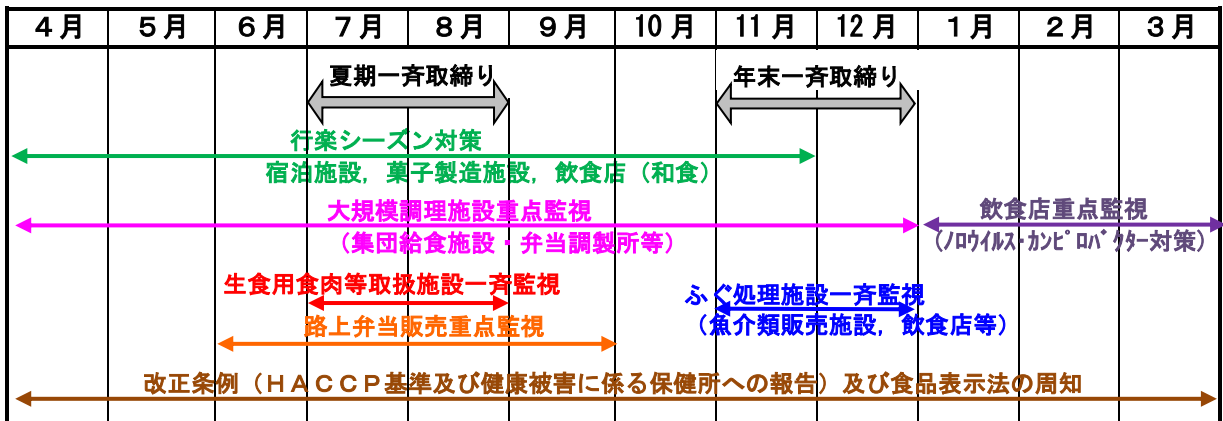 4月 5月 6月 7月 8月 9月 10月 11月 12月 1月 2月 3月
夏期一斉取締り 年末一斉取締り
行楽シーズン対策
宿泊施設，菓子製造施設，飲食店（和食）
大規模調理施設重点監視
（集団給食施設・弁当調製所等）
飲食店重点監視
（ﾉﾛｳｲﾙｽ・ｶﾝﾋﾟﾛﾊﾞｸﾀｰ対策）
生食用食肉等取扱施設一斉監視
ふぐ処理施設一斉監視
（魚介類販売施設，飲食店等）
路上弁当販売重点監視
改正条例（ＨＡＣＣＰ基準及び健康被害に係る保健所への報告）及び食品表示法の周知